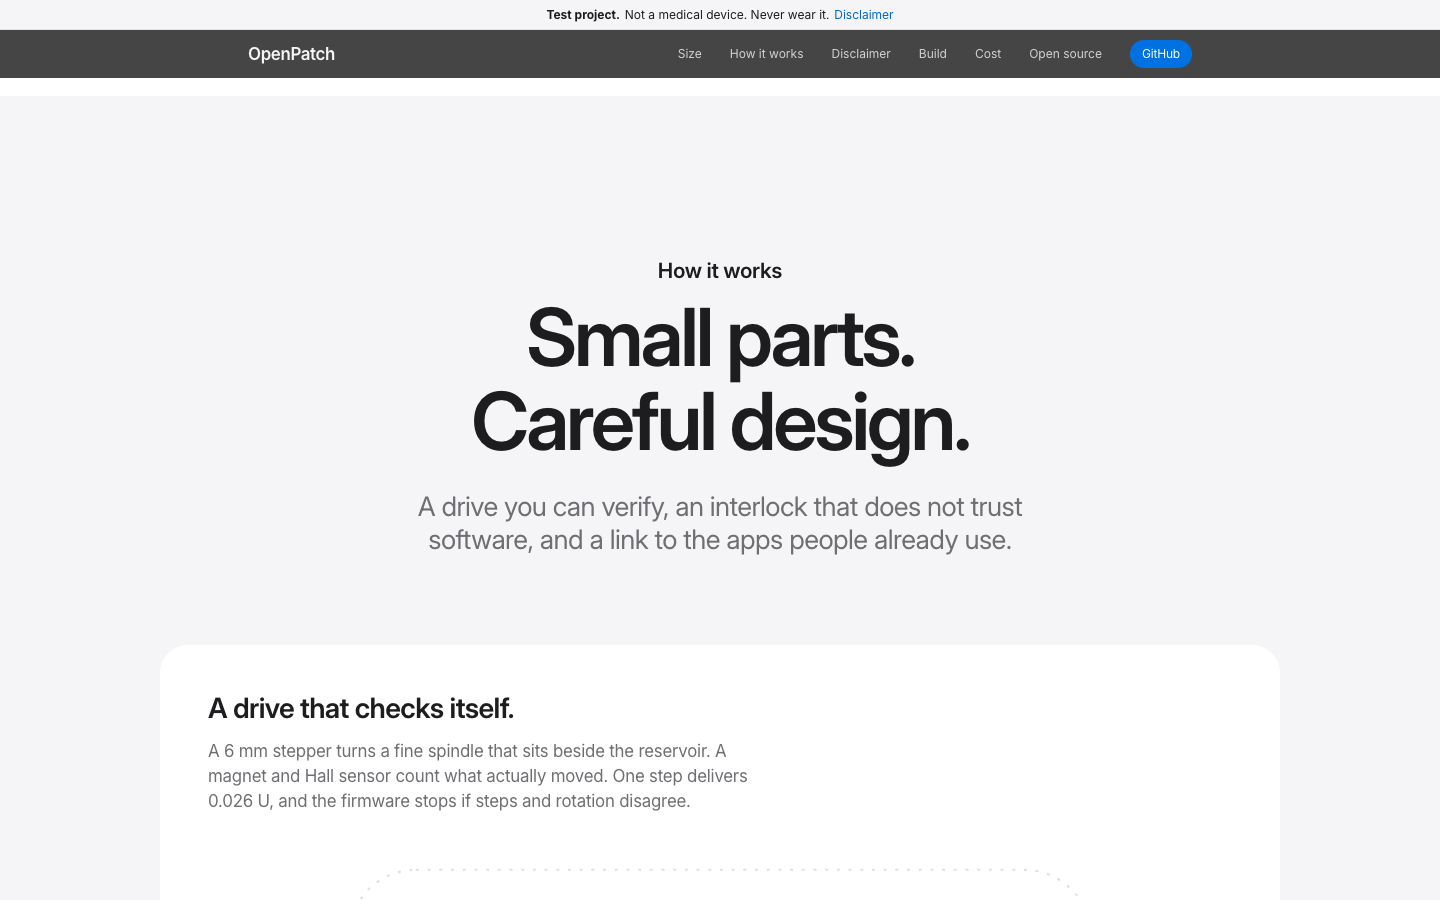 Test project. Not a medical device. Never wear it. Disclaimer
OpenPatch
Size
How it works
Disclaimer
Build
Cost
Open source
GitHub
How it works
Small parts.
Careful design.
A drive you can verify, an interlock that does not trust
software, and a link to the apps people already use.
A drive that checks itself.
A 6 mm stepper turns a fine spindle that sits beside the reservoir. A
magnet and Hall sensor count what actually moved. One step delivers
0.026 U, and the firmware stops if steps and rotation disagree.